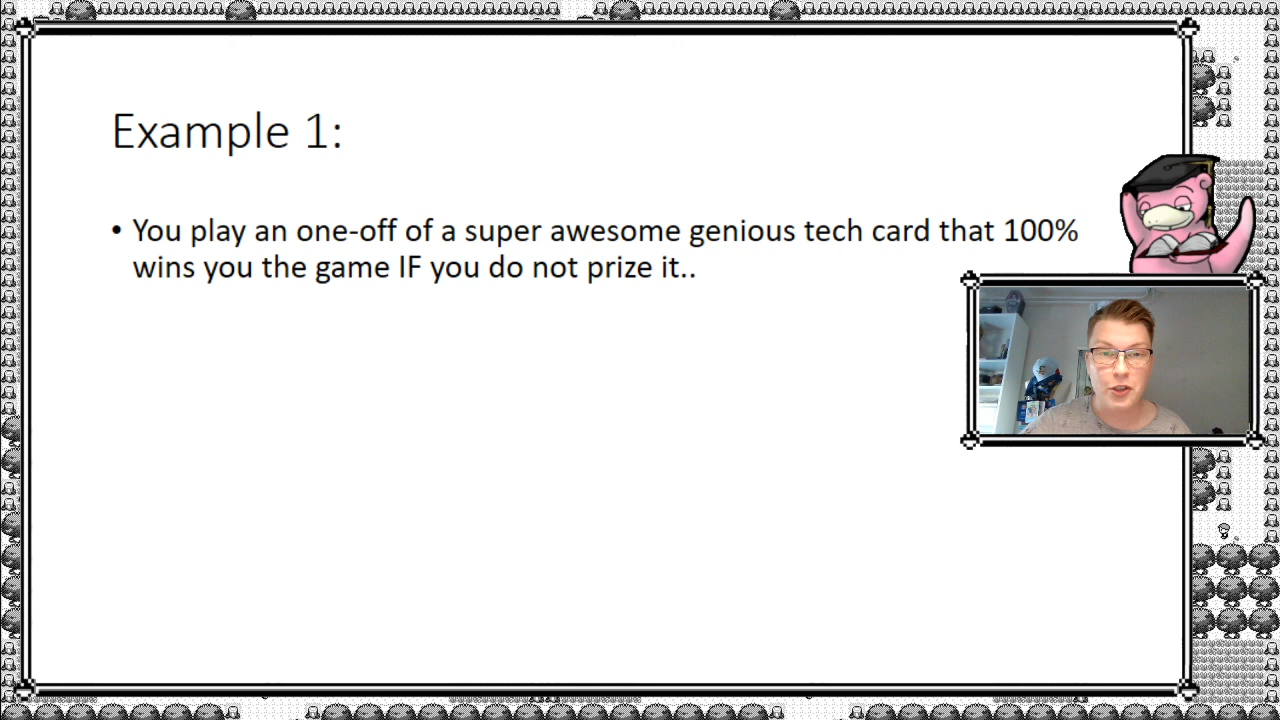 Example 1:
• You play an one-off of a super awesome genious tech card that 100%
wins you the game IF you do not prize it..